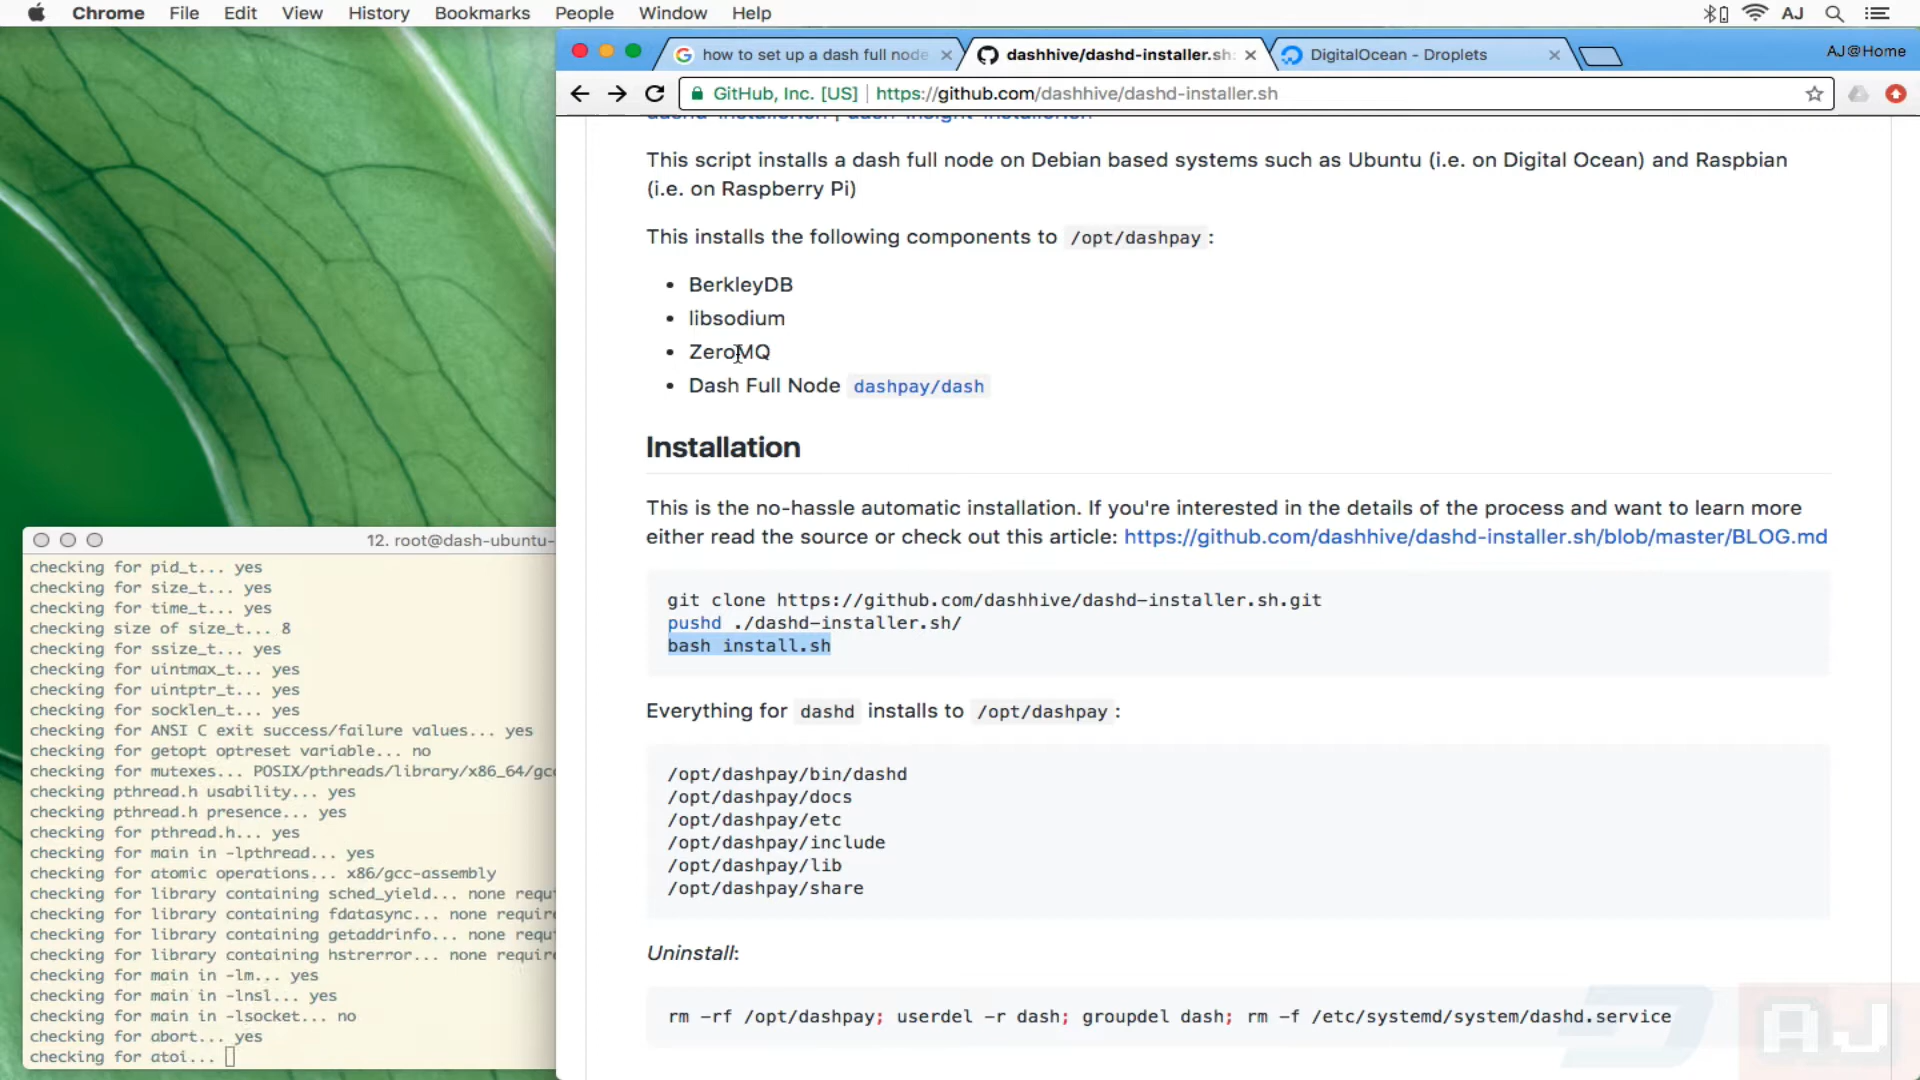 Chrome File Edit View History Bookmarks People Window Help AJ
how to set up a dash full node
dashhive/dashd-installer.sh:
DigitalOcean - Droplets
AJ@Home
GitHub, Inc. [US] | https://github.com/dashhive/dashd-installer.sh
dashd-installer.sh | dash-insight-installer.sh
This script installs a dash full node on Debian based systems such as Ubuntu (i.e. on Digital Ocean) and Raspbian
(i.e. on Raspberry Pi)
This installs the following components to /opt/dashpay :
• BerkleyDB
• libsodium
• ZeroMQ
• Dash Full Node dashpay/dash
Installation
This is the no-hassle automatic installation. If you're interested in the details of the process and want to learn more
either read the source or check out this article: https://github.com/dashhive/dashd-installer.sh/blob/master/BLOG.md
git clone https://github.com/dashhive/dashd-installer.sh.git
pushd ./dashd-installer.sh/
bash install.sh
Everything for dashd installs to /opt/dashpay :
/opt/dashpay/bin/dashd
/opt/dashpay/docs
/opt/dashpay/etc
/opt/dashpay/include
/opt/dashpay/lib
/opt/dashpay/share
Uninstall:
rm -rf /opt/dashpay; userdel -r dash; groupdel dash; rm -f /etc/systemd/system/dashd.service
AJ
12. root@dash-ubuntu-
checking for pid_t... yes
checking for size_t... yes
checking for time_t... yes
checking size of size_t... 8
checking for ssize_t... yes
checking for uintmax_t... yes
checking for uintptr_t... yes
checking for socklen_t... yes
checking for ANSI C exit success/failure values... yes
checking for getopt optreset variable... no
checking for mutexes... POSIX/pthreads/library/x86_64/gcc
checking pthread.h usability... yes
checking pthread.h presence... yes
checking for pthread.h... yes
checking for main in -lpthread... yes
checking for atomic operations... x86/gcc-assembly
checking for library containing sched_yield... none requ
checking for library containing fdatasync... none require
checking for library containing getaddrinfo... none requ
checking for library containing hstrerror... none require
checking for main in -lm... yes
checking for main in -lnsl... yes
checking for main in -lsocket... no
checking for abort... yes
checking for atoi...